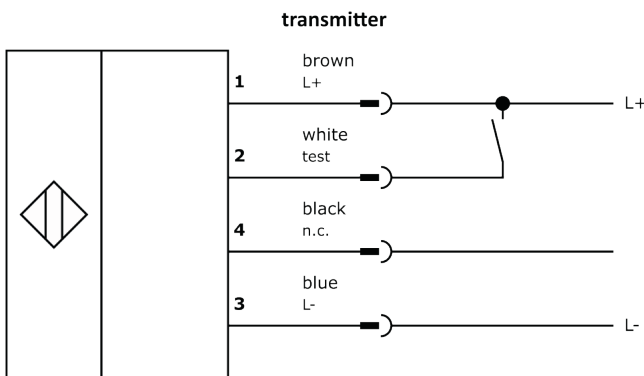 transmitter
brown
1 L+
L+
white
2 test
black
4 n.c.
blue
3 L-
L-